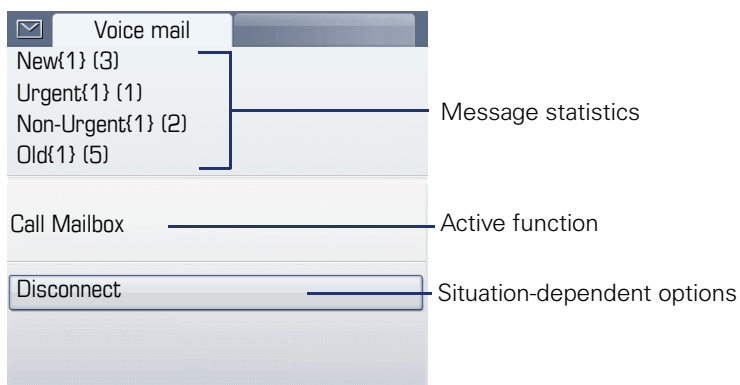 Voice mail
New{1} (3)
Urgent{1} (1)
Non-Urgent{1} (2)
Old{1} (5)
Message statistics
Call Mailbox
Active function
Disconnect
Situation-dependent options